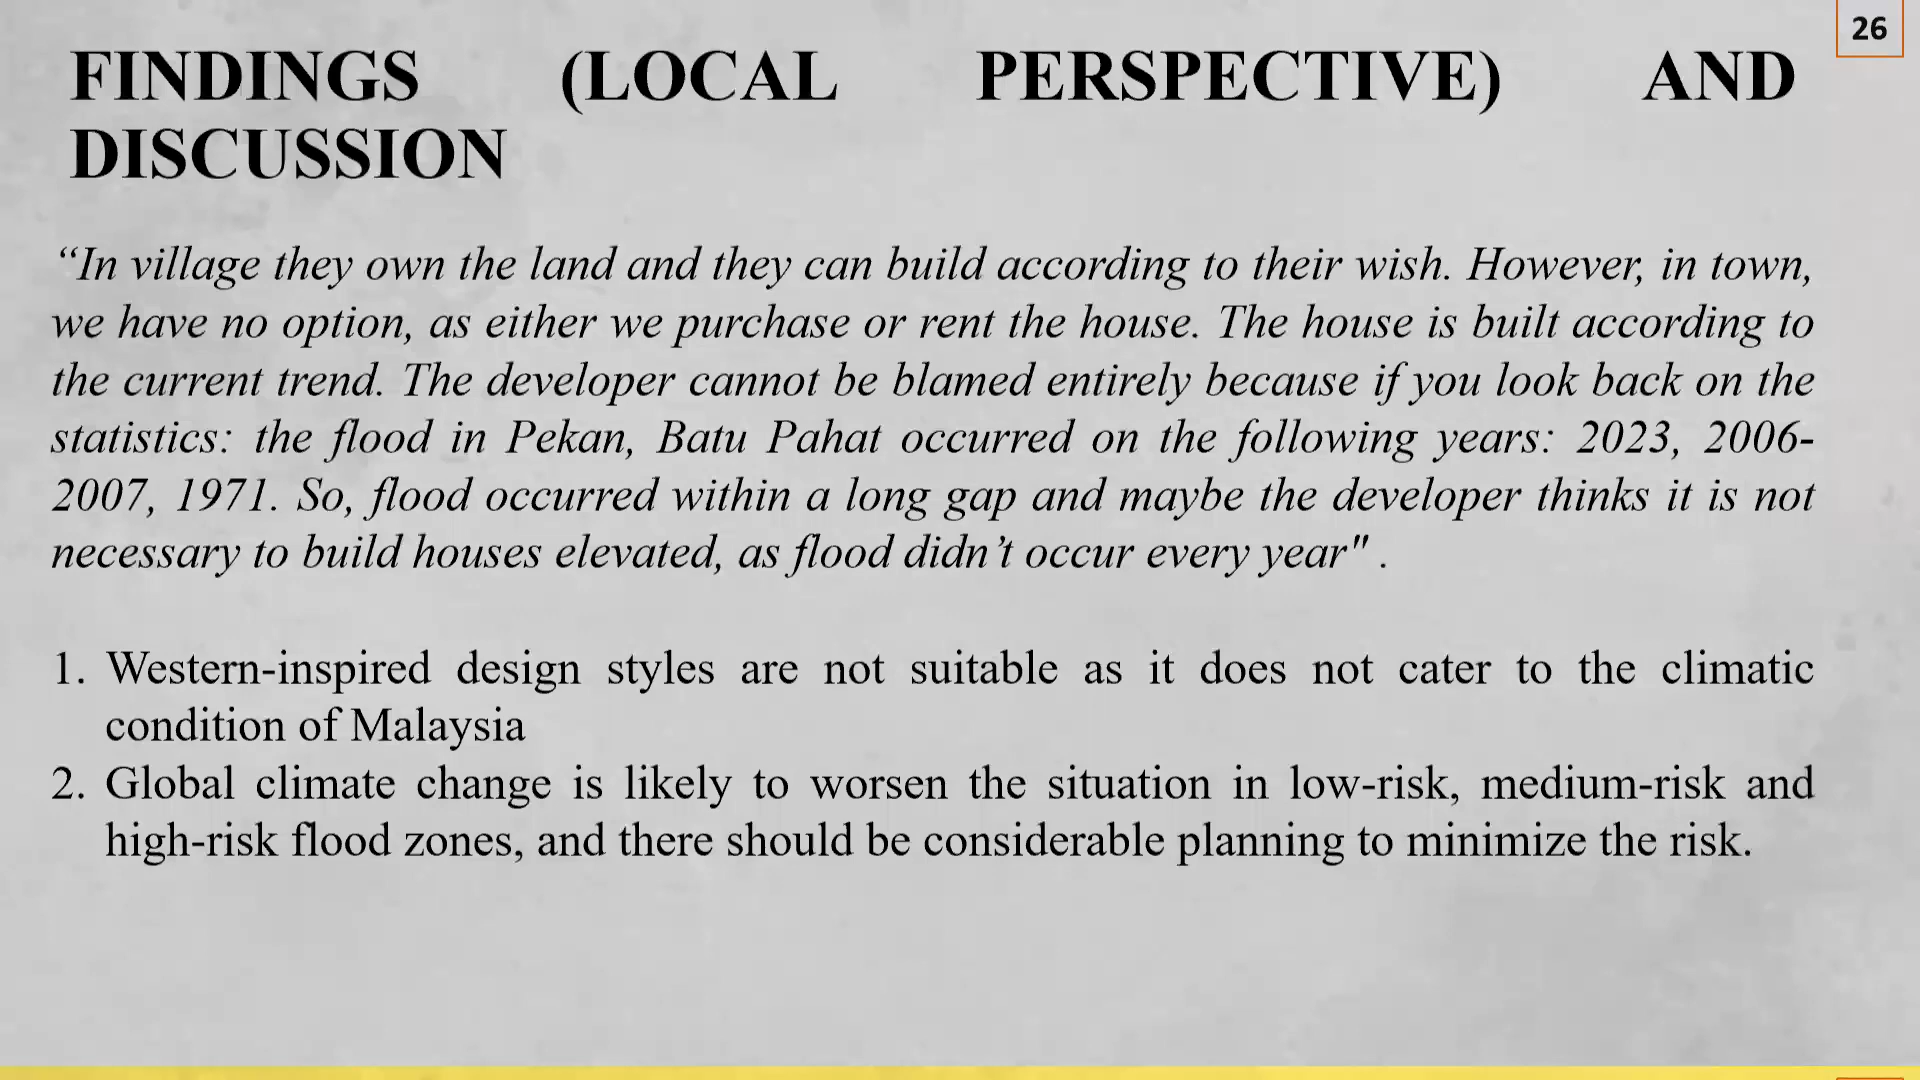 26
FINDINGS (LOCAL PERSPECTIVE) AND
DISCUSSION
“In village they own the land and they can build according to their wish. However, in town,
we have no option, as either we purchase or rent the house. The house is built according to
the current trend. The developer cannot be blamed entirely because if you look back on the
statistics: the flood in Pekan, Batu Pahat occurred on the following years: 2023, 2006-
2007, 1971. So, flood occurred within a long gap and maybe the developer thinks it is not
necessary to build houses elevated, as flood didn’t occur every year" .
1. Western-inspired design styles are not suitable as it does not cater to the climatic
condition of Malaysia
2. Global climate change is likely to worsen the situation in low-risk, medium-risk and
high-risk flood zones, and there should be considerable planning to minimize the risk.